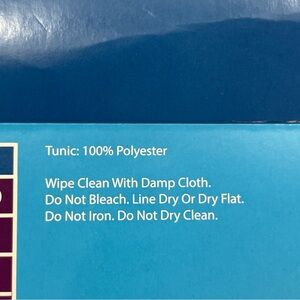 Tunic: 100% Polyester
Wipe Clean With Damp Cloth.
Do Not Bleach. Line Dry Or Dry Flat.
Do Not Iron. Do Not Dry Clean.